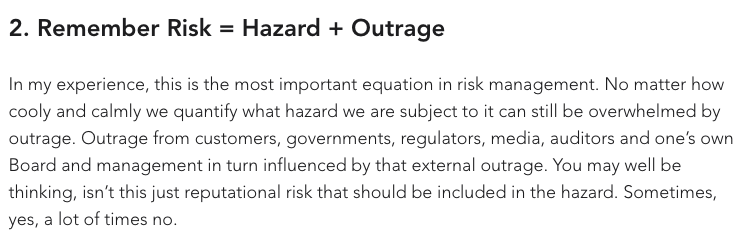 2. Remember Risk = Hazard + Outrage
In my experience, this is the most important equation in risk management. No matter how
cooly and calmly we quantify what hazard we are subject to it can still be overwhelmed by
outrage. Outrage from customers, governments, regulators, media, auditors and one’s own
Board and management in turn influenced by that external outrage. You may well be
thinking, isn’t this just reputational risk that should be included in the hazard. Sometimes,
yes, a lot of times no.